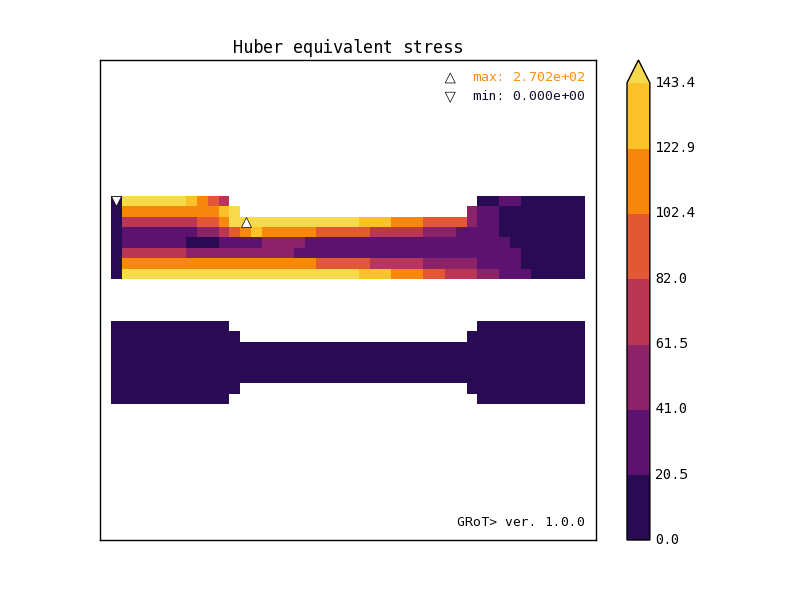 Huber equivalent stress
△ max: 2.702e+02
▽ min: 0.000e+00
143.4
122.9
102.4
82.0
61.5
41.0
20.5
0.0
GRoT> ver. 1.0.0